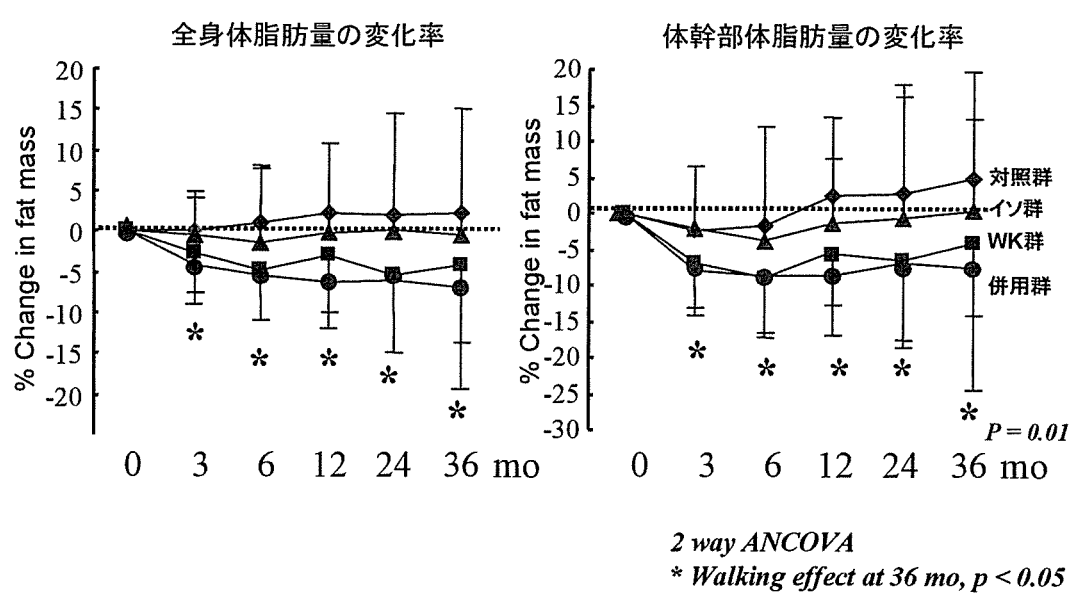 全身体脂肪量の変化率
% Change in fat mass
20
15
10
5
0
-5
-10
-15
-20
*
*
*
*
*
0 3 6 12 24 36 mo
体幹部体脂肪量の変化率
% Change in fat mass
20
15
10
5
0
-5
-10
-15
-20
-25
-30
対照群
イソ群
WK群
併用群
*
*
*
*
*
P = 0.01
0 3 6 12 24 36 mo
2 way ANCOVA
* Walking effect at 36 mo, p < 0.05